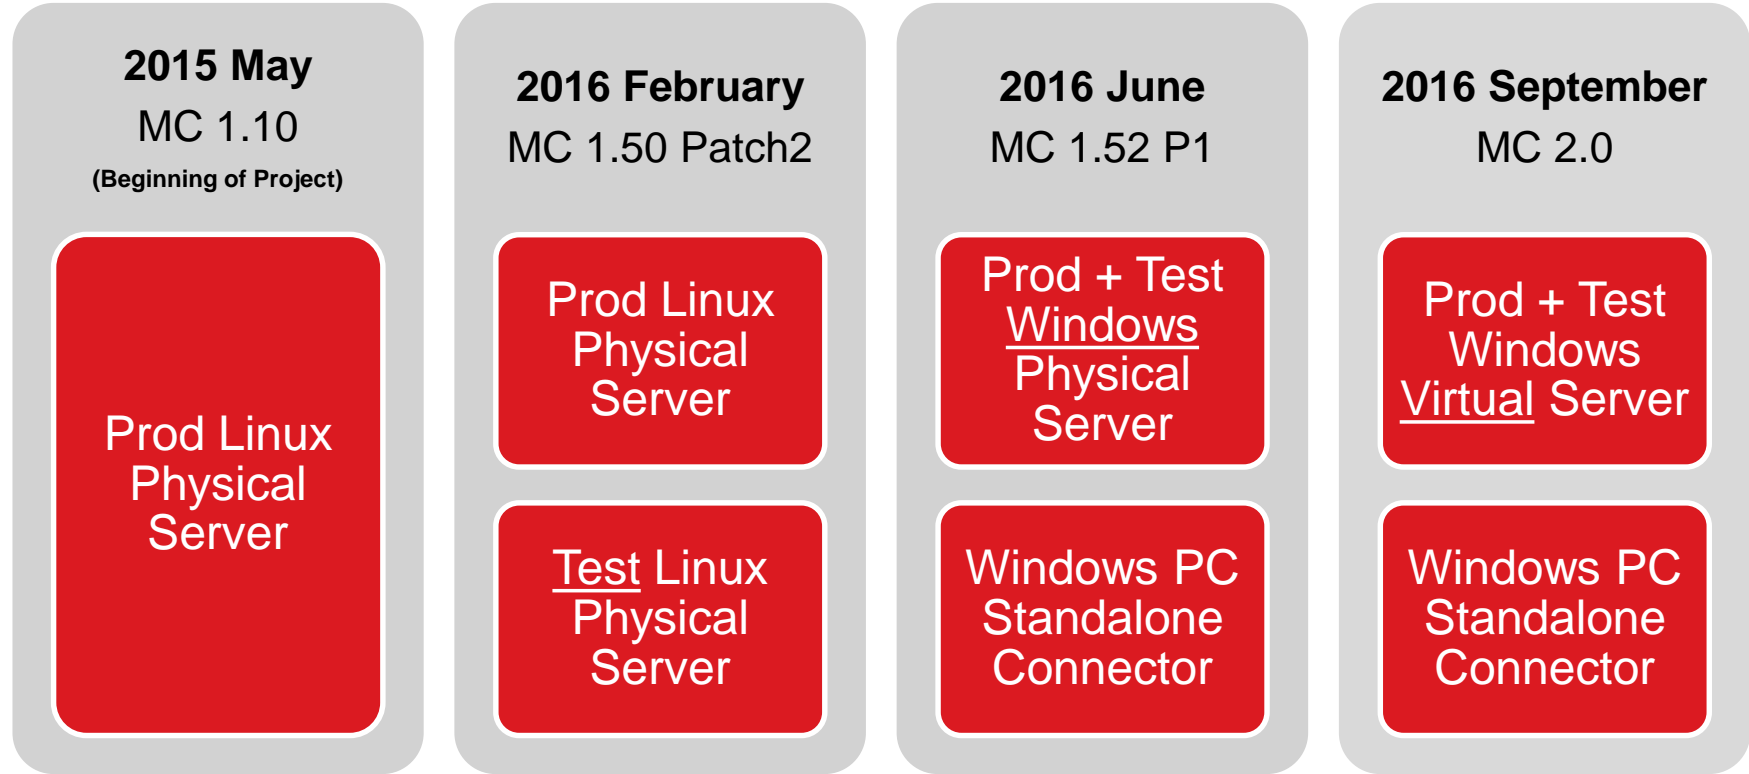 2015 May
MC 1.10
(Beginning of Project)
Prod Linux
Physical
Server
2016 February
MC 1.50 Patch2
Prod Linux
Physical
Server
Test Linux
Physical
Server
2016 June
MC 1.52 P1
Prod + Test
Windows
Physical
Server
Windows PC
Standalone
Connector
2016 September
MC 2.0
Prod + Test
Windows
Virtual Server
Windows PC
Standalone
Connector